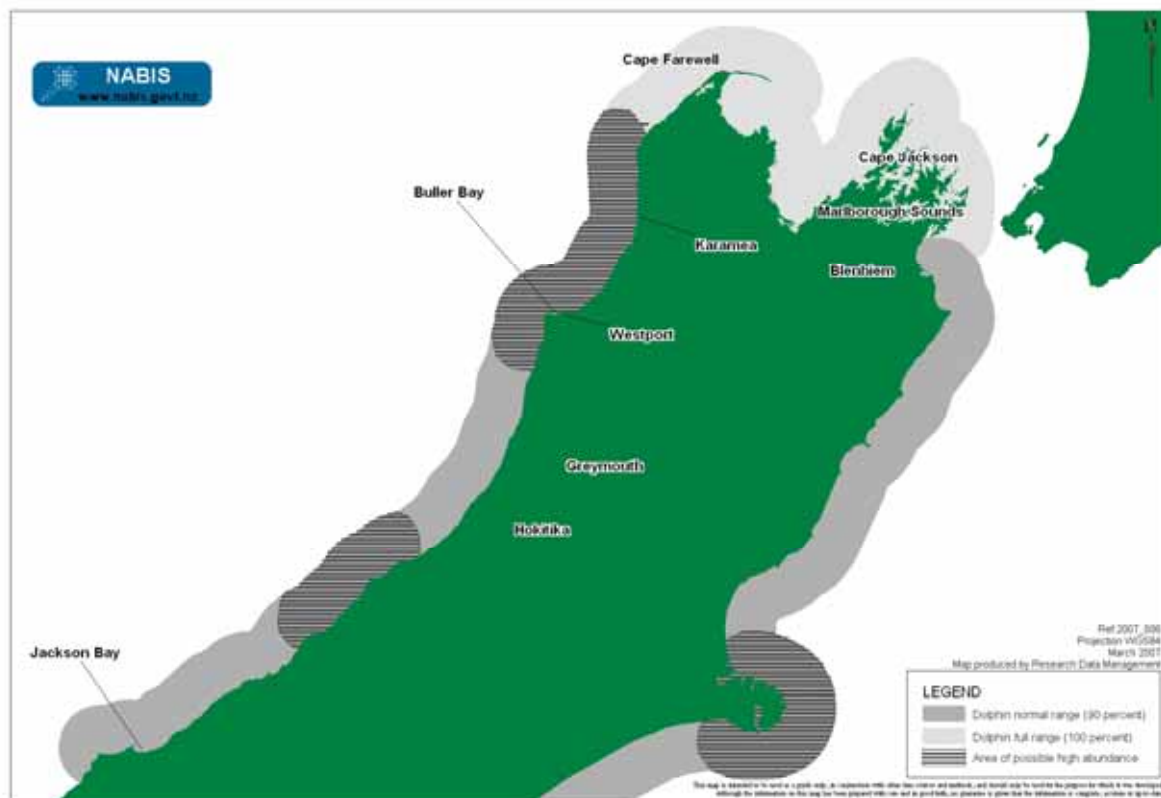 NABIS
www.nabis.govt.nz
Cape Farewell
Cape Jackson
Buller Bay
Marlborough Sounds
Karamea
Blenhiem
Westport
Greymouth
Hokitika
Jackson Bay
Ref 2007_
Projection WGS84
March 2007
Map produced by Research Data Management
LEGEND
Dolphin normal range (90 percent)
Dolphin full range (100 percent)
Area of possible high abundance